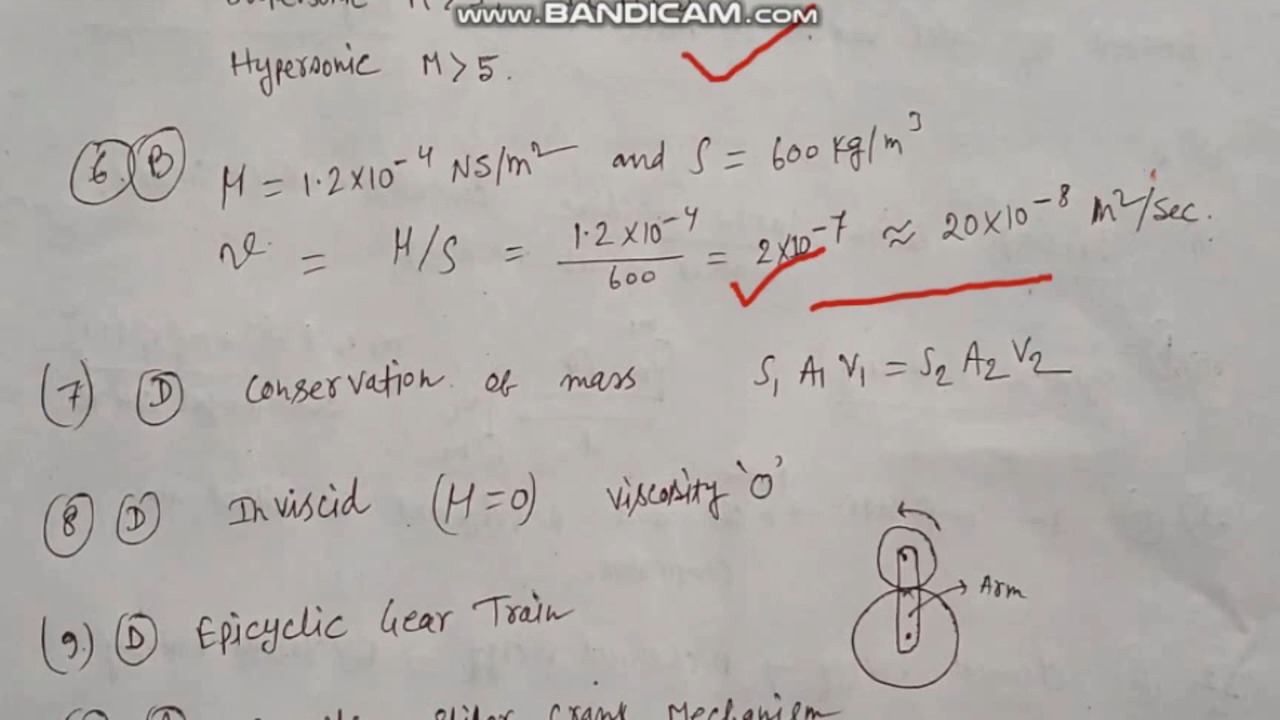 www.BANDICAM.com
Hypersonic M > 5.
6. B μ = 1.2×10⁻⁴ NS/m² and ρ = 600 kg/m³
ν = μ/ρ = 1.2×10⁻⁴ / 600 = 2×10⁻⁷ ≈ 20×10⁻⁸ m²/sec.
(7) D Conservation of mass ρ₁ A₁ V₁ = ρ₂ A₂ V₂
8 D Inviscid (μ=0) viscosity '0'
Arm
(9.) D Epicyclic Gear Train
slider crank Mechanism